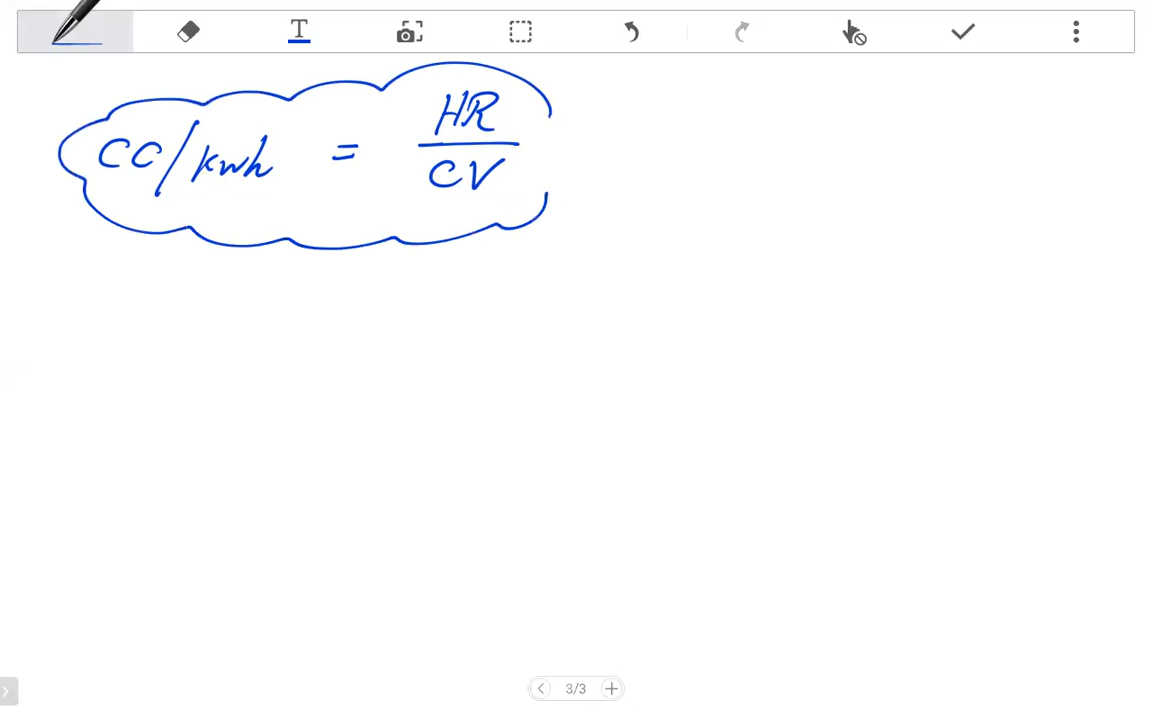 T
CC/kwh = HR/CV
3/3